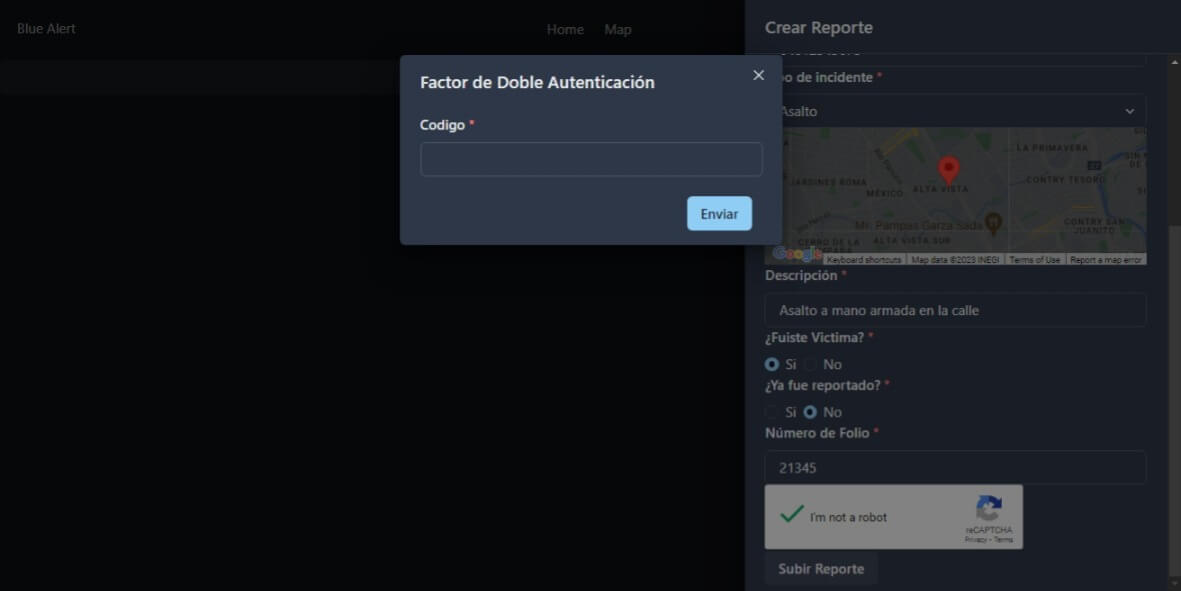 Blue Alert
Home
Map
Crear Reporte
Factor de Doble Autenticación
Codigo *
Enviar
de incidente *
Asalto
LA PRIMAVERA
JARDINES ROMA
MÉXICO
ALTA VISTA
CONTRY TESORO
Mr. Pampas Garza Sada
CONTRY SAN
JUANITO
CERRO DE LA
ALTA VISTA SUR
Google
Keyboard shortcuts
Map data ©2023 INEGI
Terms of Use
Report a map error
Descripción *
Asalto a mano armada en la calle
¿Fuiste Victima? *
Si No
¿Ya fue reportado? *
Si No
Número de Folio *
21345
I'm not a robot
reCAPTCHA
Privacy - Terms
Subir Reporte